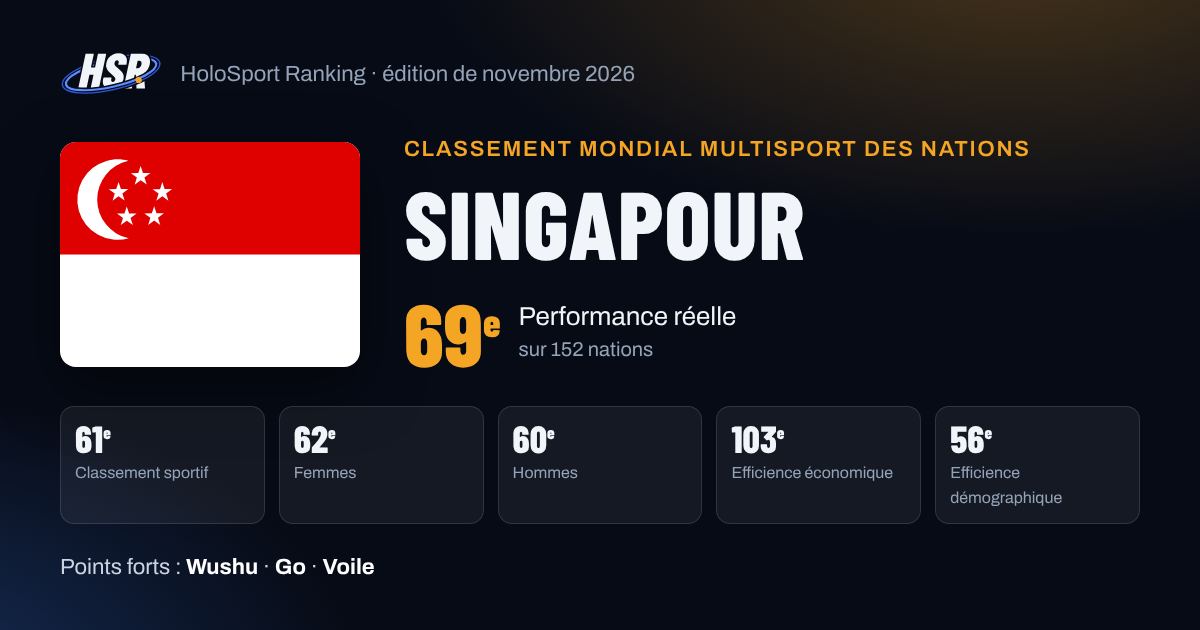 HSR
HoloSport Ranking · édition de novembre 2026
CLASSEMENT MONDIAL MULTISPORT DES NATIONS
SINGAPOUR
69e Performance réelle
sur 152 nations
61e
Classement sportif
62e
Femmes
60e
Hommes
103e
Efficience économique
56e
Efficience
démographique
Points forts : Wushu · Go · Voile